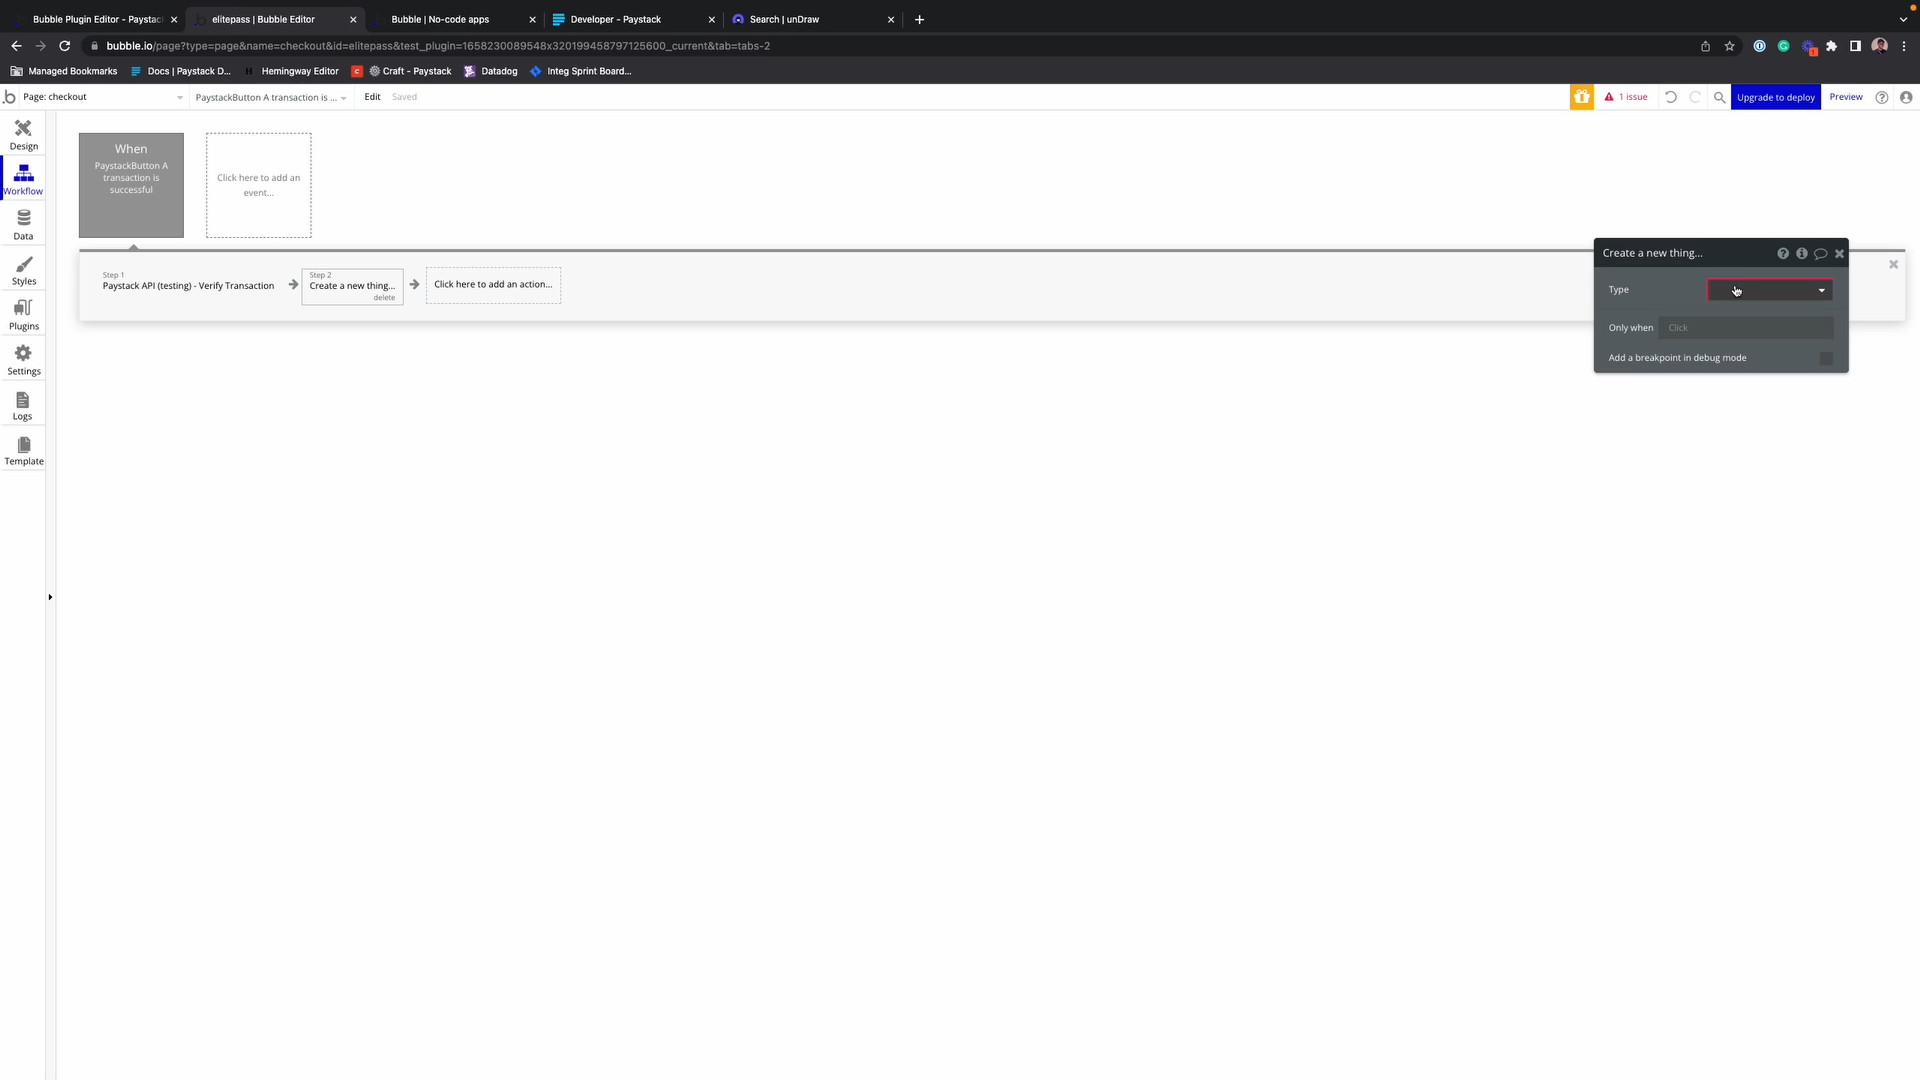 Bubble Plugin Editor - Paystac
elitepass | Bubble Editor
Bubble | No-code apps
Developer - Paystack
Search | unDraw
bubble.io/page?type=page&name=checkout&id=elitepass&test_plugin=1658230089548x320199458797125600_current&tab=tabs-2
Managed Bookmarks
Docs | Paystack D...
Hemingway Editor
Craft - Paystack
Datadog
Integ Sprint Board...
Page: checkout
PaystackButton A transaction is ...
Edit
Saved
1 issue
Upgrade to deploy
Preview
Design
Workflow
Data
Styles
Plugins
Settings
Logs
Template
When
PaystackButton A
transaction is
successful
Click here to add an
event...
Step 1
Paystack API (testing) - Verify Transaction
Step 2
Create a new thing...
delete
Click here to add an action...
Create a new thing...
Type
Only when
Click
Add a breakpoint in debug mode